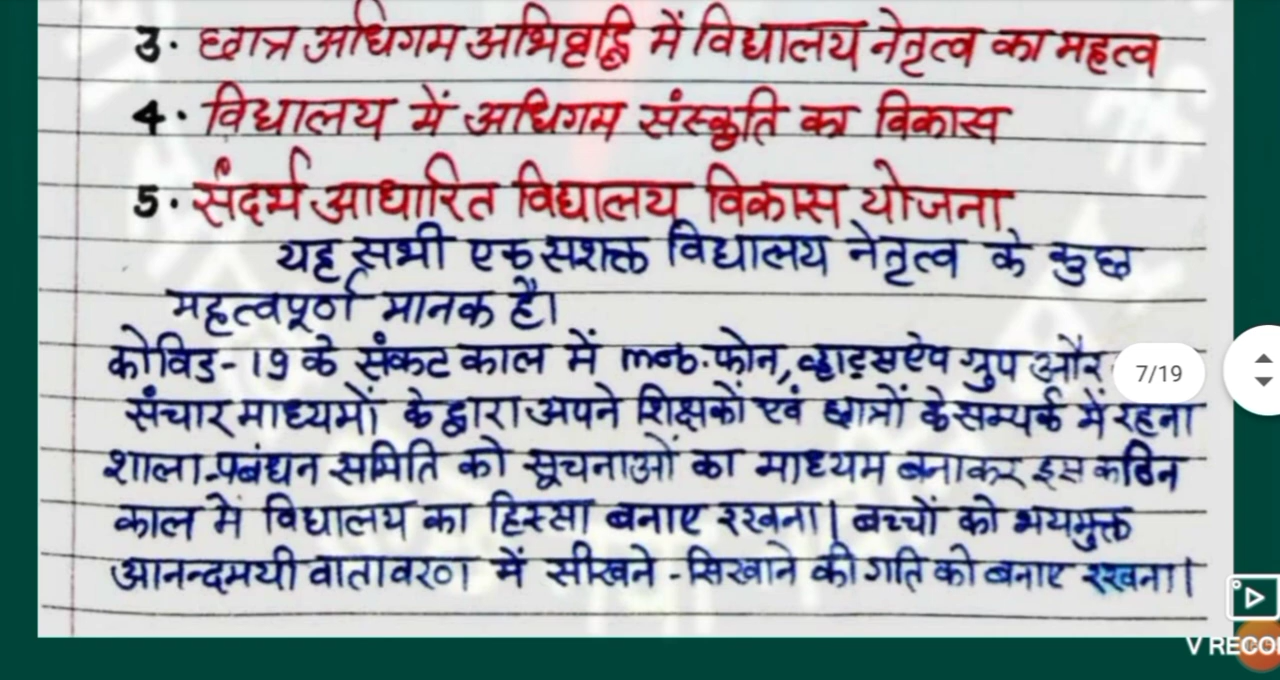 3. छात्र अधिगम अभिवृद्धि में विद्यालय नेतृत्व का महत्व
4. विद्यालय में अधिगम संस्कृति का विकास
5. संदर्भ आधारित विद्यालय विकास योजना
यह सभी एक सशक्त विद्यालय नेतृत्व के कुछ
महत्वपूर्ण मानक है।
कोविड-19 के संकट काल में mob. फोन, व्हाट्सऐप ग्रुप और
7/19
संचार माध्यमों के द्वारा अपने शिक्षकों एवं छात्रों के सम्पर्क में रहना
शाला-प्रबंधन समिति को सूचनाओं का माध्यम बनाकर इस कठिन
काल में विद्यालय का हिस्सा बनाए रखना। बच्चों को भयमुक्त
आनन्दमयी वातावरण में सीखने - सिखाने की गति को बनाए रखना।
V RECO